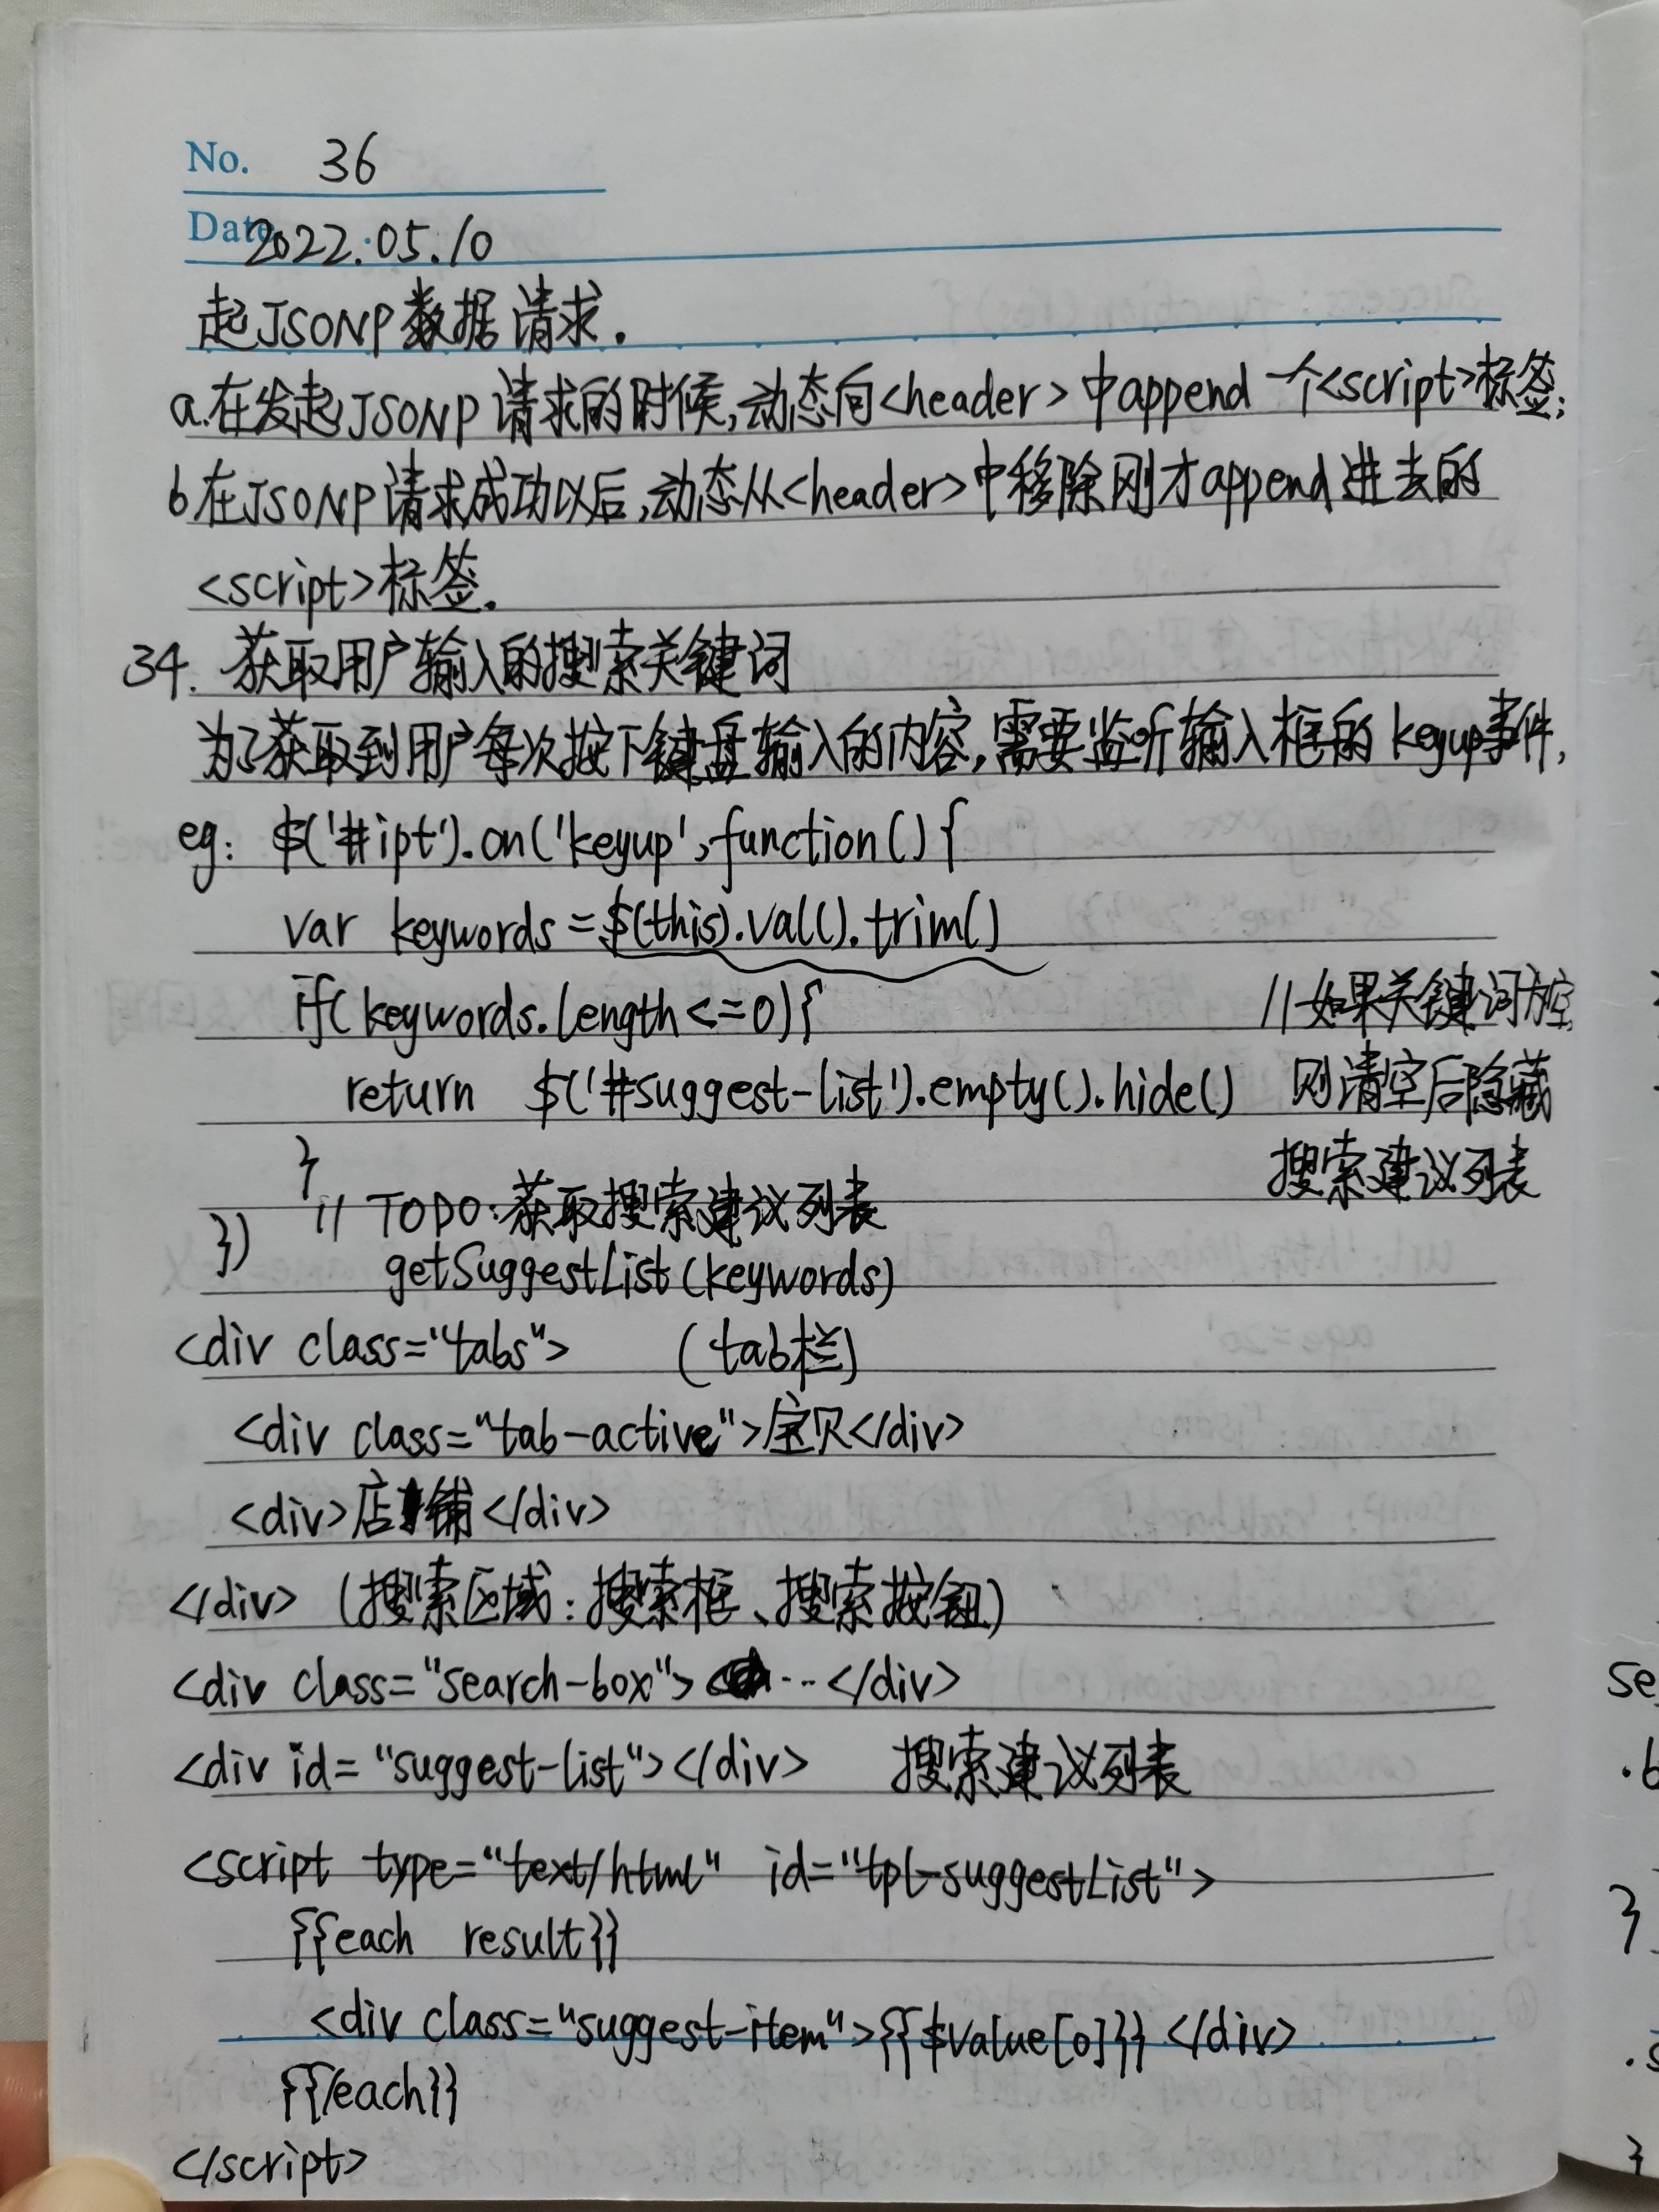 No. 36
Date 2022.05.10
起JSONP数据请求.
a.在发起JSONP请求的时候,动态向<header>中append一个<script>标签;
b.在JSONP请求成功以后,动态从<header>中移除刚才append进去的
<script>标签.
34. 获取用户输入的搜索关键词
为了获取到用户每次按下键盘输入的内容,需要监听输入框的keyup事件,
eg: $('#ipt').on('keyup',function(){
var keywords=$(this).val().trim()
if(keywords.length<=0){ //如果关键词为空
return $('#suggest-list').empty().hide() 则清空后隐藏
} 搜索建议列表
// TODO:获取搜索建议列表
})
getSuggestList(keywords)
<div class="tabs"> (tab栏)
<div class="tab-active">宝贝</div>
<div>店铺</div>
</div> (搜索区域:搜索框、搜索按钮)
<div class="search-box"> ... </div>
<div id="suggest-list"></div> 搜索建议列表
<script type="text/html" id="tpl-suggestList">
{{each result}}
<div class="suggest-item">{{$value[0]}} </div>
{{/each}}
</script>
se
.b
}
.s
}